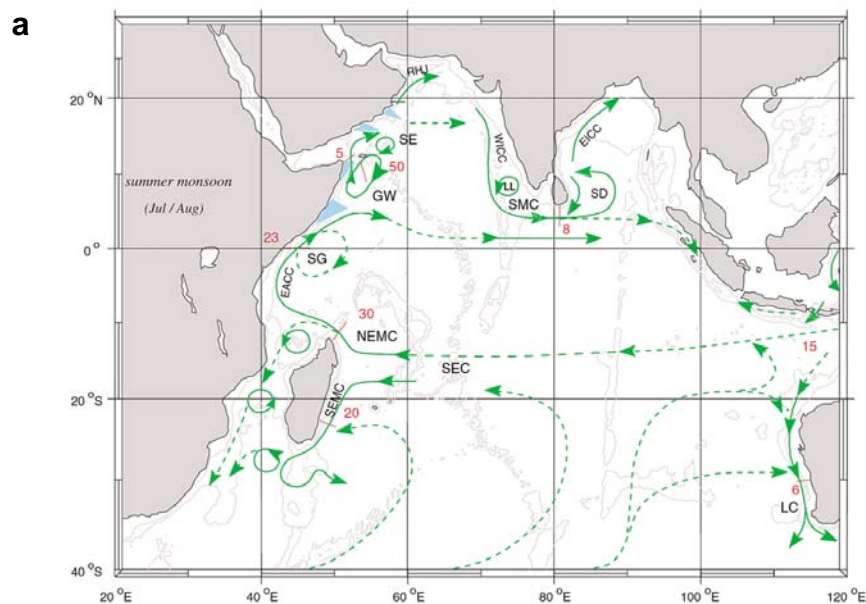 a
RHJ
20°N
SE
WICC
EICC
5
50
summer monsoon
(Jul / Aug)
GW
LL
SMC
SD
8
23
0°
SG
EACC
30
NEMC
15
SEC
20°S
SEMC
20
6
LC
40°S
20°E
40°E
60°E
80°E
100°E
120°E